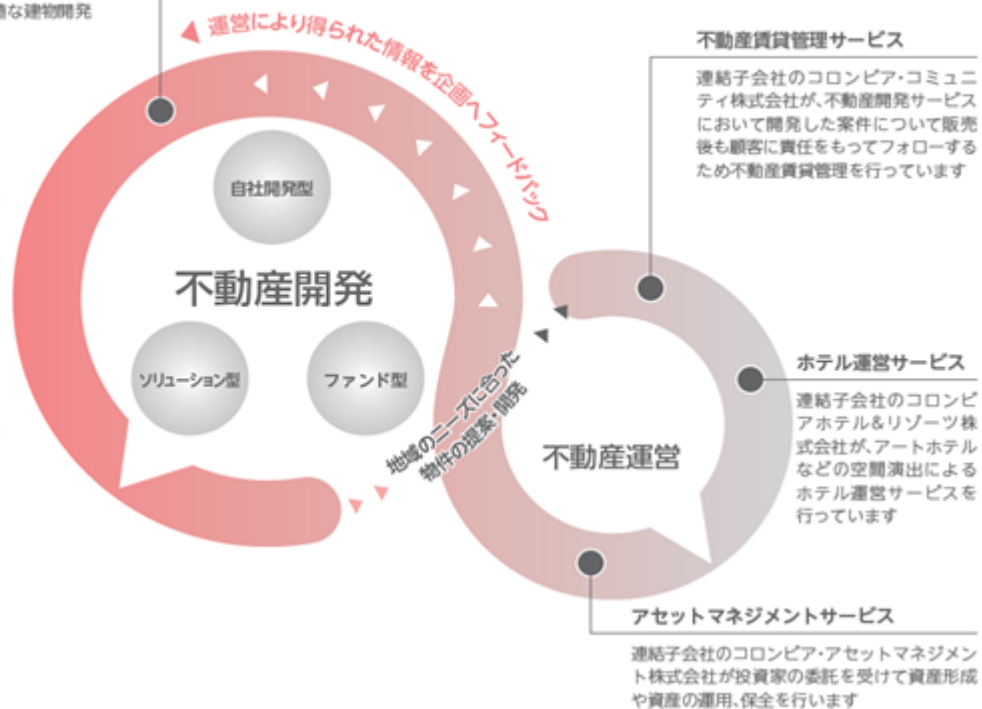 な建物開発
運営により得られた情報を企画へフィードバック
自社開発型
不動産開発
ソリューション型
ファンド型
地域のニーズに合った
物件の提案・開発
不動産運営
不動産賃貸管理サービス
連結子会社のコロンビア・コミュニ
ティ株式会社が、不動産開発サービス
において開発した案件について販売
後も顧客に責任をもってフォローする
ため不動産賃貸管理を行っています
ホテル運営サービス
連結子会社のコロンビ
アホテル&リゾーツ株
式会社が、アートホテル
などの空間演出による
ホテル運営サービスを
行っています
アセットマネジメントサービス
連結子会社のコロンビア・アセットマネジメン
ト株式会社が投資家の委託を受けて資産形成
や資産の運用、保全を行います